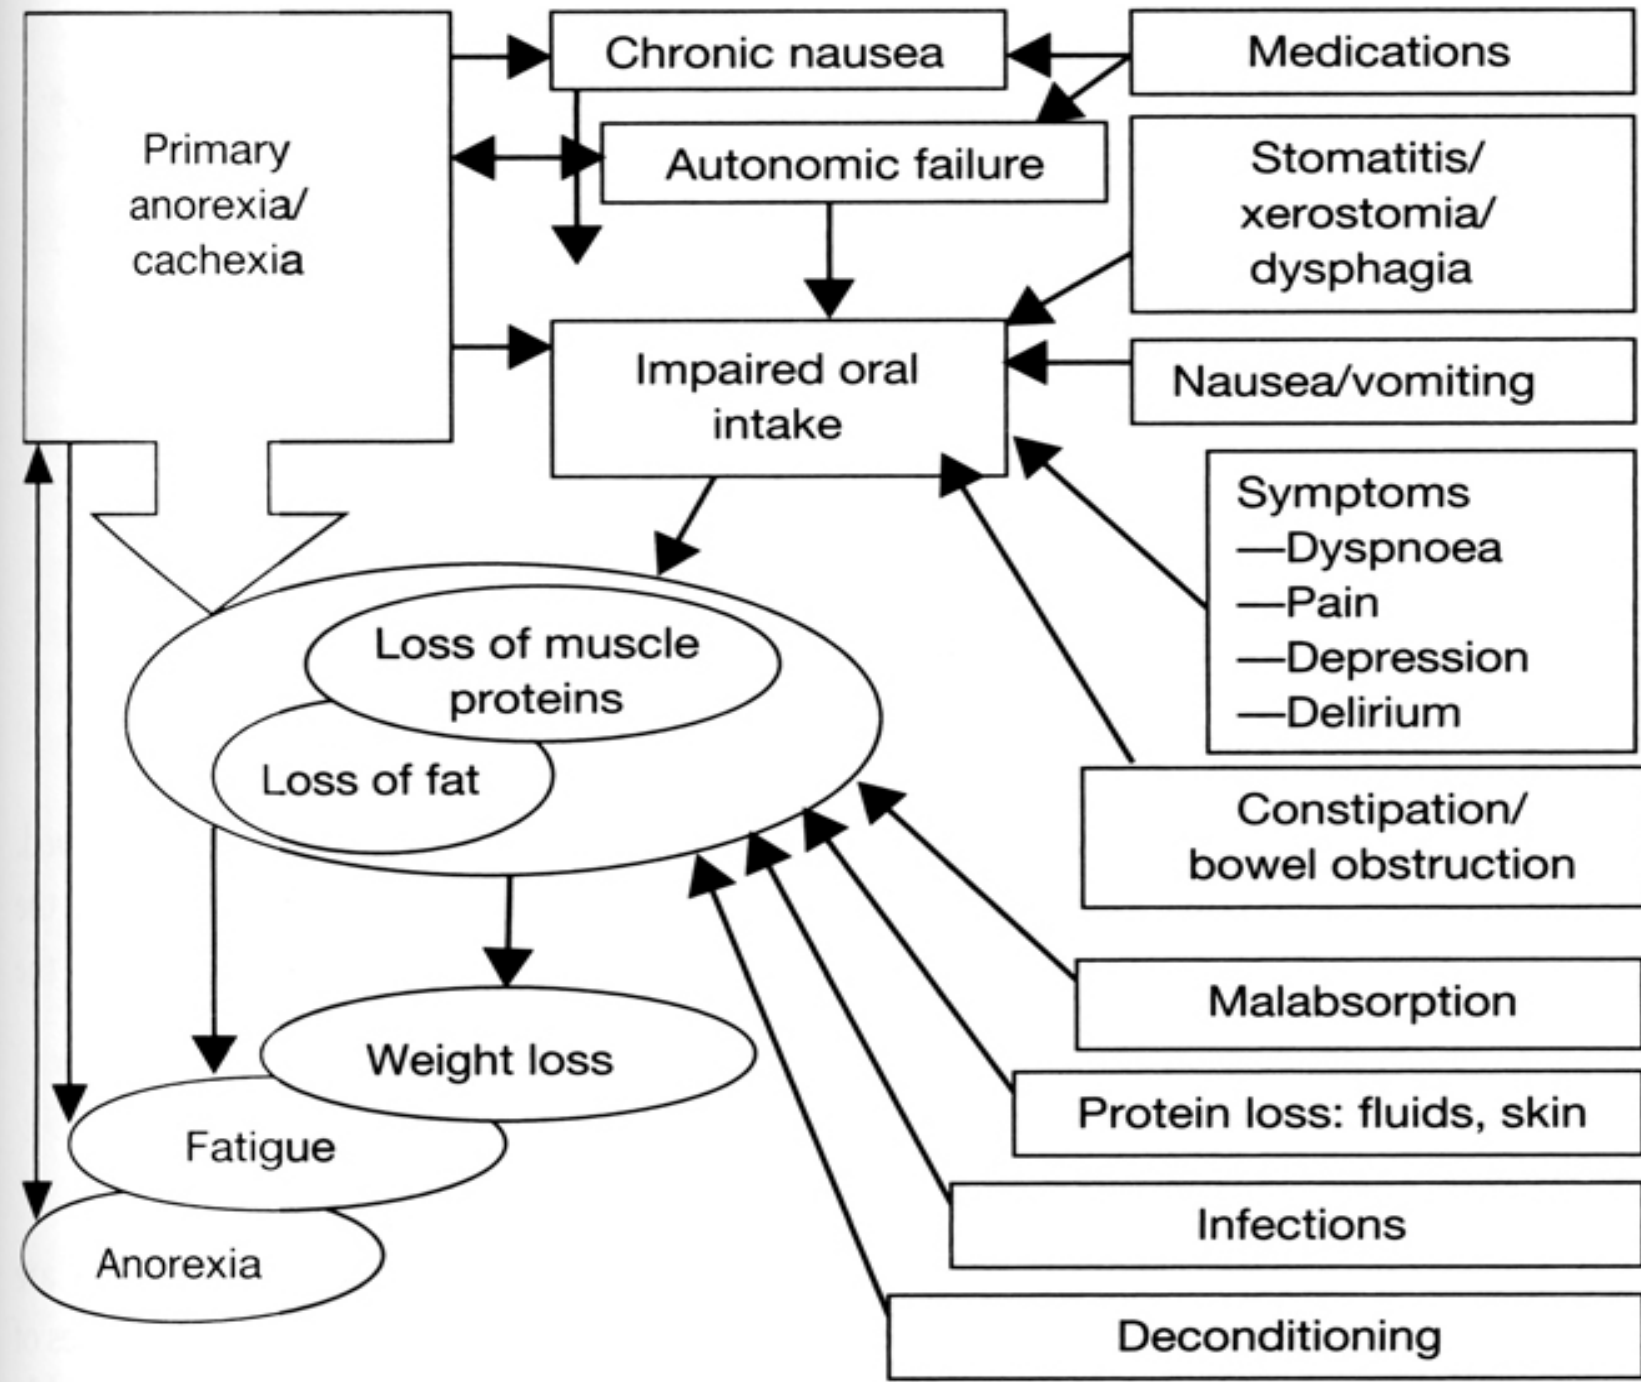 Primary
anorexia/
cachexia
Chronic nausea
Medications
Autonomic failure
Stomatitis/
xerostomia/
dysphagia
Impaired oral
intake
Nausea/vomiting
Symptoms
—Dyspnoea
—Pain
—Depression
—Delirium
Loss of muscle
proteins
Loss of fat
Constipation/
bowel obstruction
Malabsorption
Weight loss
Protein loss: fluids, skin
Fatigue
Infections
Anorexia
Deconditioning